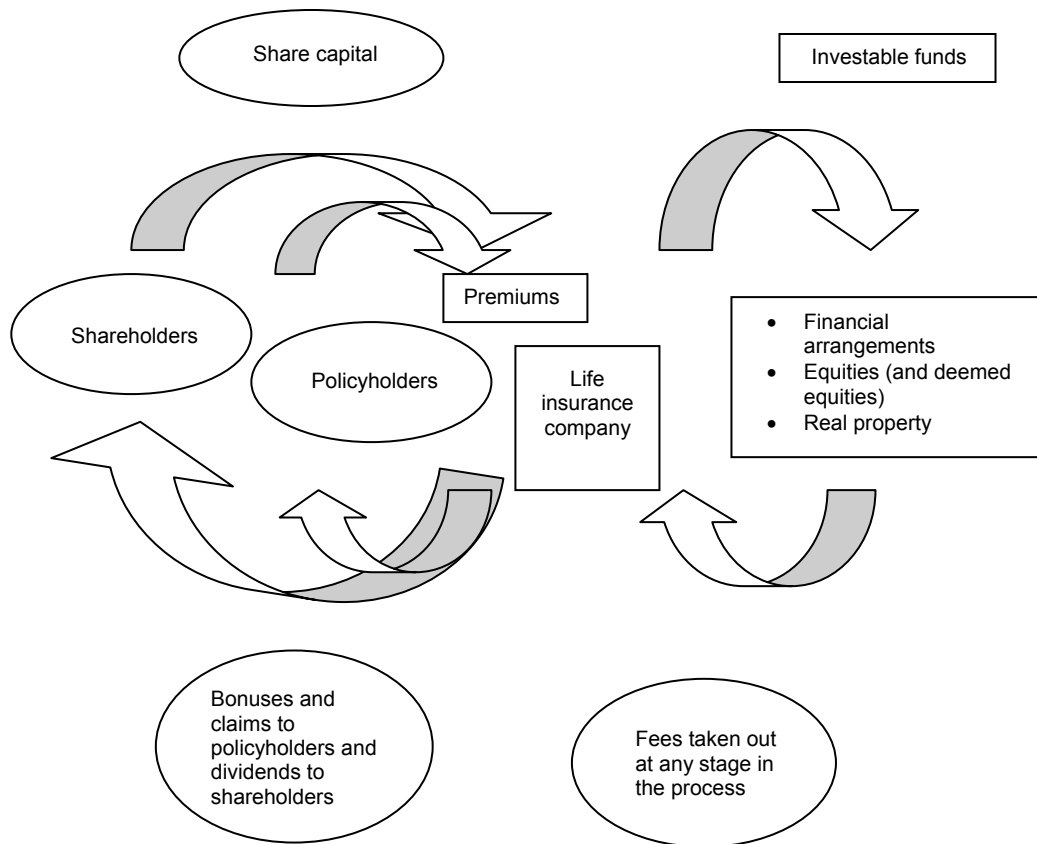 Share capital
Investable funds
Premiums
Shareholders
Policyholders
Life
insurance
company
• Financial
arrangements
• Equities (and deemed
equities)
• Real property
Bonuses and
claims to
policyholders and
dividends to
shareholders
Fees taken out
at any stage in
the process